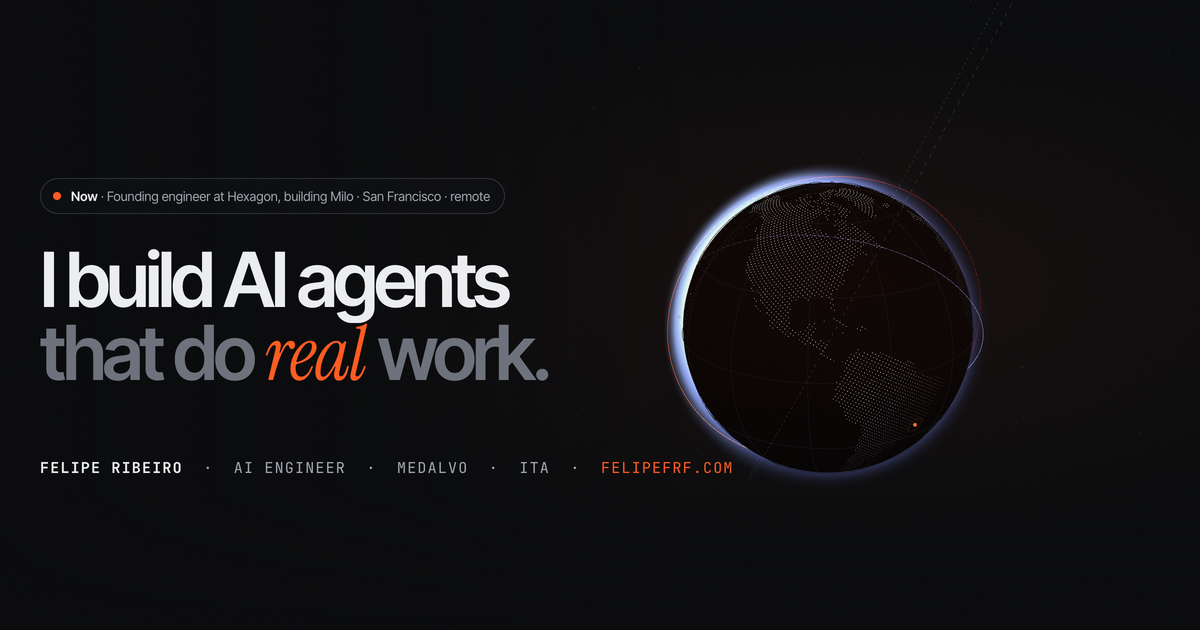 Now · Founding engineer at Hexagon, building Milo · San Francisco · remote
I build AI agents
that do real work.
FELIPE RIBEIRO · AI ENGINEER · MEDALVO · ITA · FELIPEFRF.COM